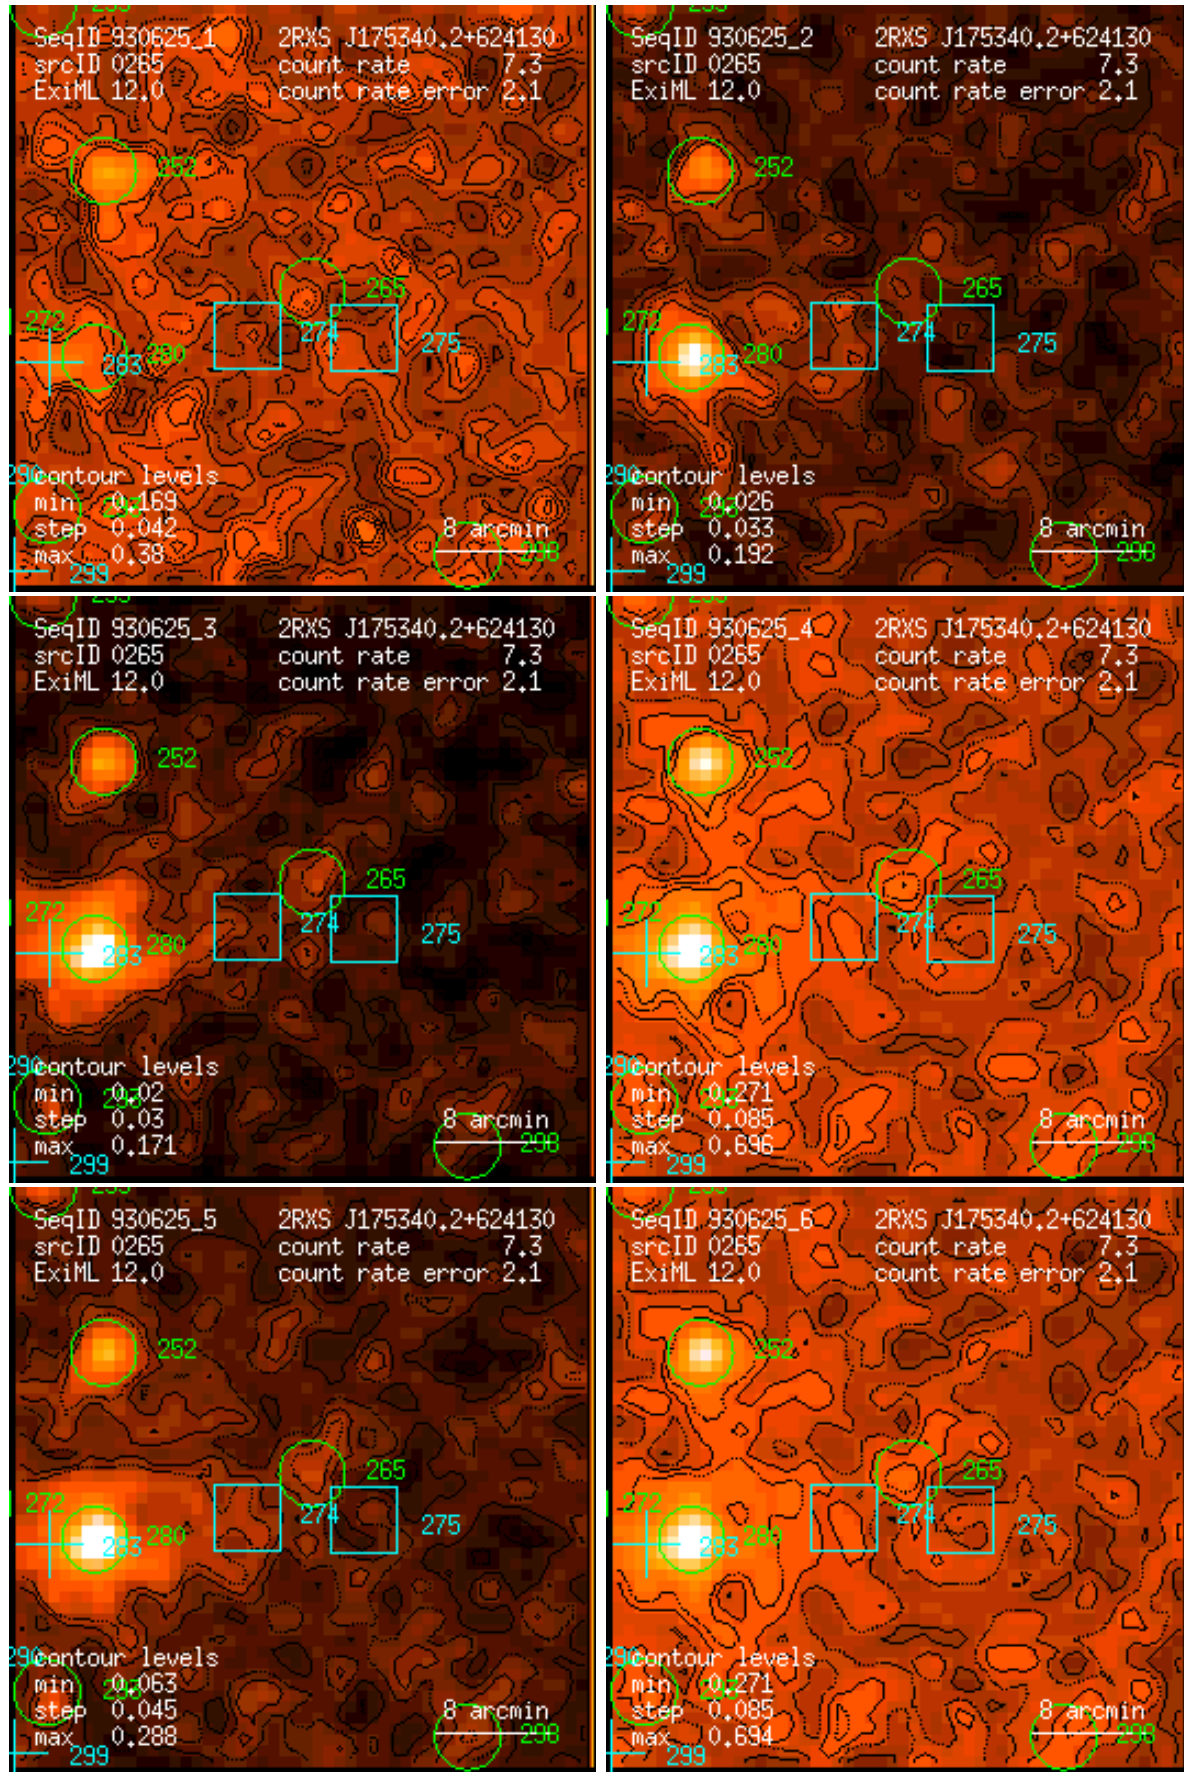 SeqID 930625_1 2RXS J175340.2+624130
srcID 0265 count rate 7.3
ExiML 12.0 count rate error 2.1
252
265
272
274
275
283 280
290 contour levels
min 0.169
step 0.042
8 arcmin
max 0.38
298
299
SeqID 930625_2 2RXS J175340.2+624130
srcID 0265 count rate 7.3
ExiML 12.0 count rate error 2.1
252
265
272
274
275
283 280
290 contour levels
min 0.026
step 0.033
8 arcmin
max 0.192
298
299
SeqID 930625_3 2RXS J175340.2+624130
srcID 0265 count rate 7.3
ExiML 12.0 count rate error 2.1
252
265
272
274
275
283 280
290 contour levels
min 0.02
step 0.03
8 arcmin
max 0.171
298
299
SeqID 930625_4 2RXS J175340.2+624130
srcID 0265 count rate 7.3
ExiML 12.0 count rate error 2.1
252
265
272
274
275
283 280
290 contour levels
min 0.271
step 0.085
8 arcmin
max 0.696
298
299
SeqID 930625_5 2RXS J175340.2+624130
srcID 0265 count rate 7.3
ExiML 12.0 count rate error 2.1
252
265
272
274
275
283 280
290 contour levels
min 0.063
step 0.045
8 arcmin
max 0.288
298
299
SeqID 930625_6 2RXS J175340.2+624130
srcID 0265 count rate 7.3
ExiML 12.0 count rate error 2.1
252
265
272
274
275
283 280
290 contour levels
min 0.271
step 0.085
8 arcmin
max 0.694
298
299